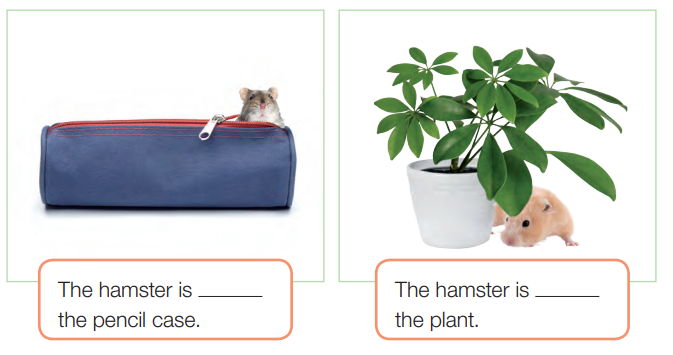 The hamster is ______
the pencil case.
The hamster is ______
the plant.